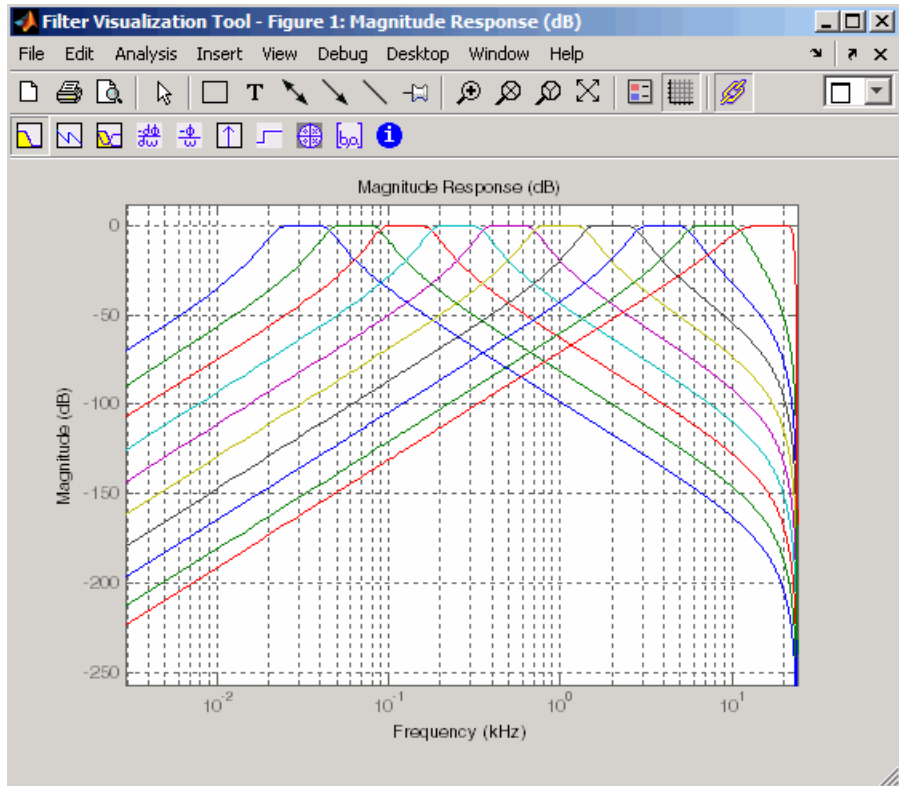 Filter Visualization Tool - Figure 1: Magnitude Response (dB)
File Edit Analysis Insert View Debug Desktop Window Help
T
[b,a]
Magnitude Response (dB)
0
-50
-100
-150
-200
-250
Magnitude (dB)
10^-2 10^-1 10^0 10^1
Frequency (kHz)